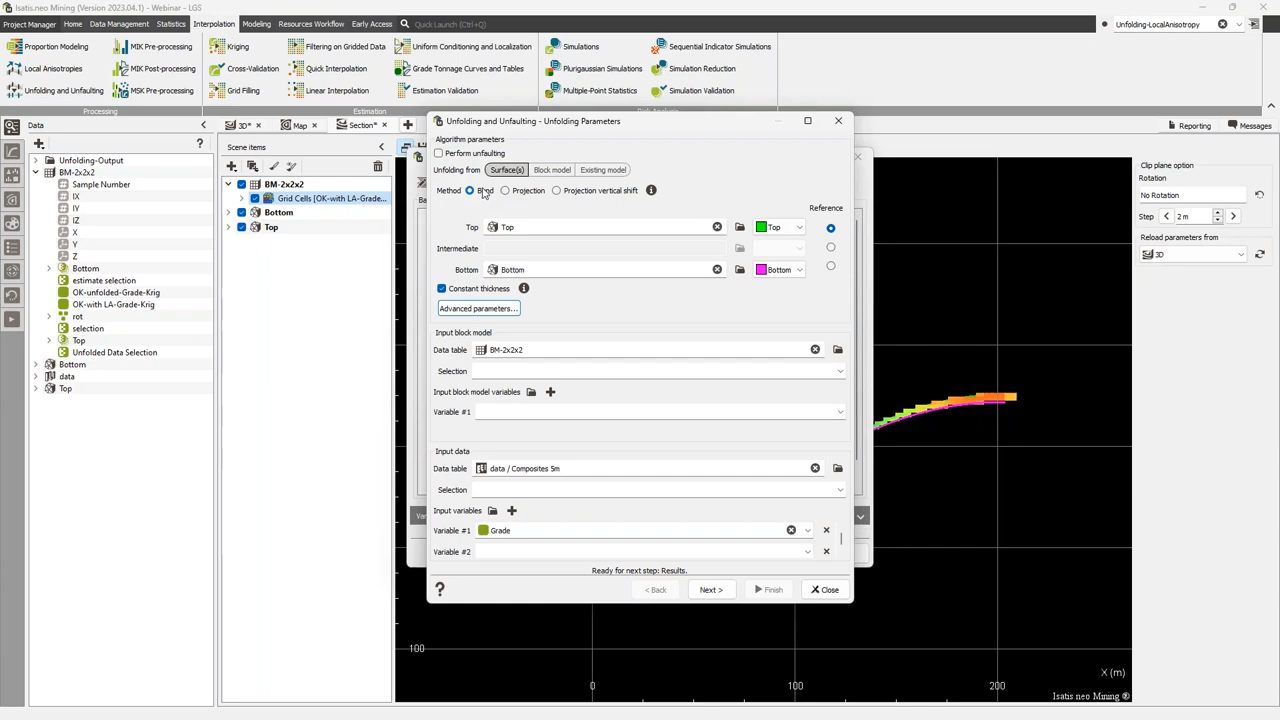 Isatis.neo Mining (Version 2023.04.1) - Webinar - LGS
Project Manager Home Data Management Statistics Interpolation Modeling Resources Workflow Early Access Quick Launch (Ctrl+Q) Unfolding-LocalAnisotropy
Proportion Modeling MIK Pre-processing Kriging Filtering on Gridded Data Uniform Conditioning and Localization Simulations Sequential Indicator Simulations
Local Anisotropies MIK Post-processing Cross-Validation Quick Interpolation Grade Tonnage Curves and Tables Plurigaussian Simulations Simulation Reduction
Unfolding and Unfaulting MSK Pre-processing Grid Filling Linear Interpolation Estimation Validation Multiple-Point Statistics Simulation Validation
Processing Estimation Risk Analysis
Data
?
Unfolding-Output
BM-2x2x2
Sample Number
IX
IY
IZ
X
Y
Z
Bottom
estimate selection
OK-unfolded-Grade-Krig
OK-with LA-Grade-Krig
rot
selection
Top
Unfolded Data Selection
Bottom
data
Top
3D* Map Section*
Reporting Messages
Scene items
BM-2x2x2
Grid Cells [OK-with LA-Grade...
Bottom
Top
Unfolding and Unfaulting - Unfolding Parameters
Algorithm parameters
Perform unfaulting
Unfolding from Surface(s) Block model Existing model
Method Projection Projection vertical shift
Reference
Top Top Top
Intermediate
Bottom Bottom Bottom
Constant thickness
Advanced parameters...
Input block model
Data table BM-2x2x2
Selection
Input block model variables
Variable #1
Input data
Data table data / Composites 5m
Selection
Input variables
Variable #1 Grade
Variable #2
Ready for next step: Results.
? < Back Next > Finish Close
Clip plane option
Rotation
No Rotation
Step 2 m
Reload parameters from
3D
100
0 100 200
X (m)
Isatis neo Mining ®